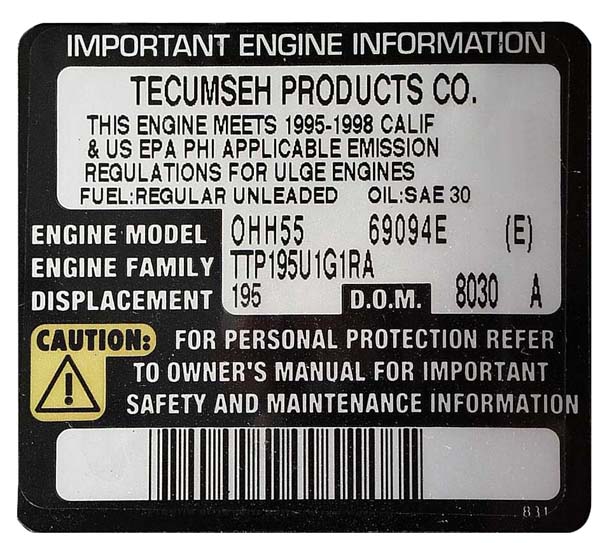 IMPORTANT ENGINE INFORMATION
TECUMSEH PRODUCTS CO.
THIS ENGINE MEETS 1995-1998 CALIF
& US EPA PHI APPLICABLE EMISSION
REGULATIONS FOR ULGE ENGINES
FUEL:REGULAR UNLEADED OIL:SAE 30
ENGINE MODEL OHH55 69094E (E)
ENGINE FAMILY TTP195U1G1RA
DISPLACEMENT 195 D.O.M. 8030 A
CAUTION: FOR PERSONAL PROTECTION REFER
TO OWNER'S MANUAL FOR IMPORTANT
SAFETY AND MAINTENANCE INFORMATION
831